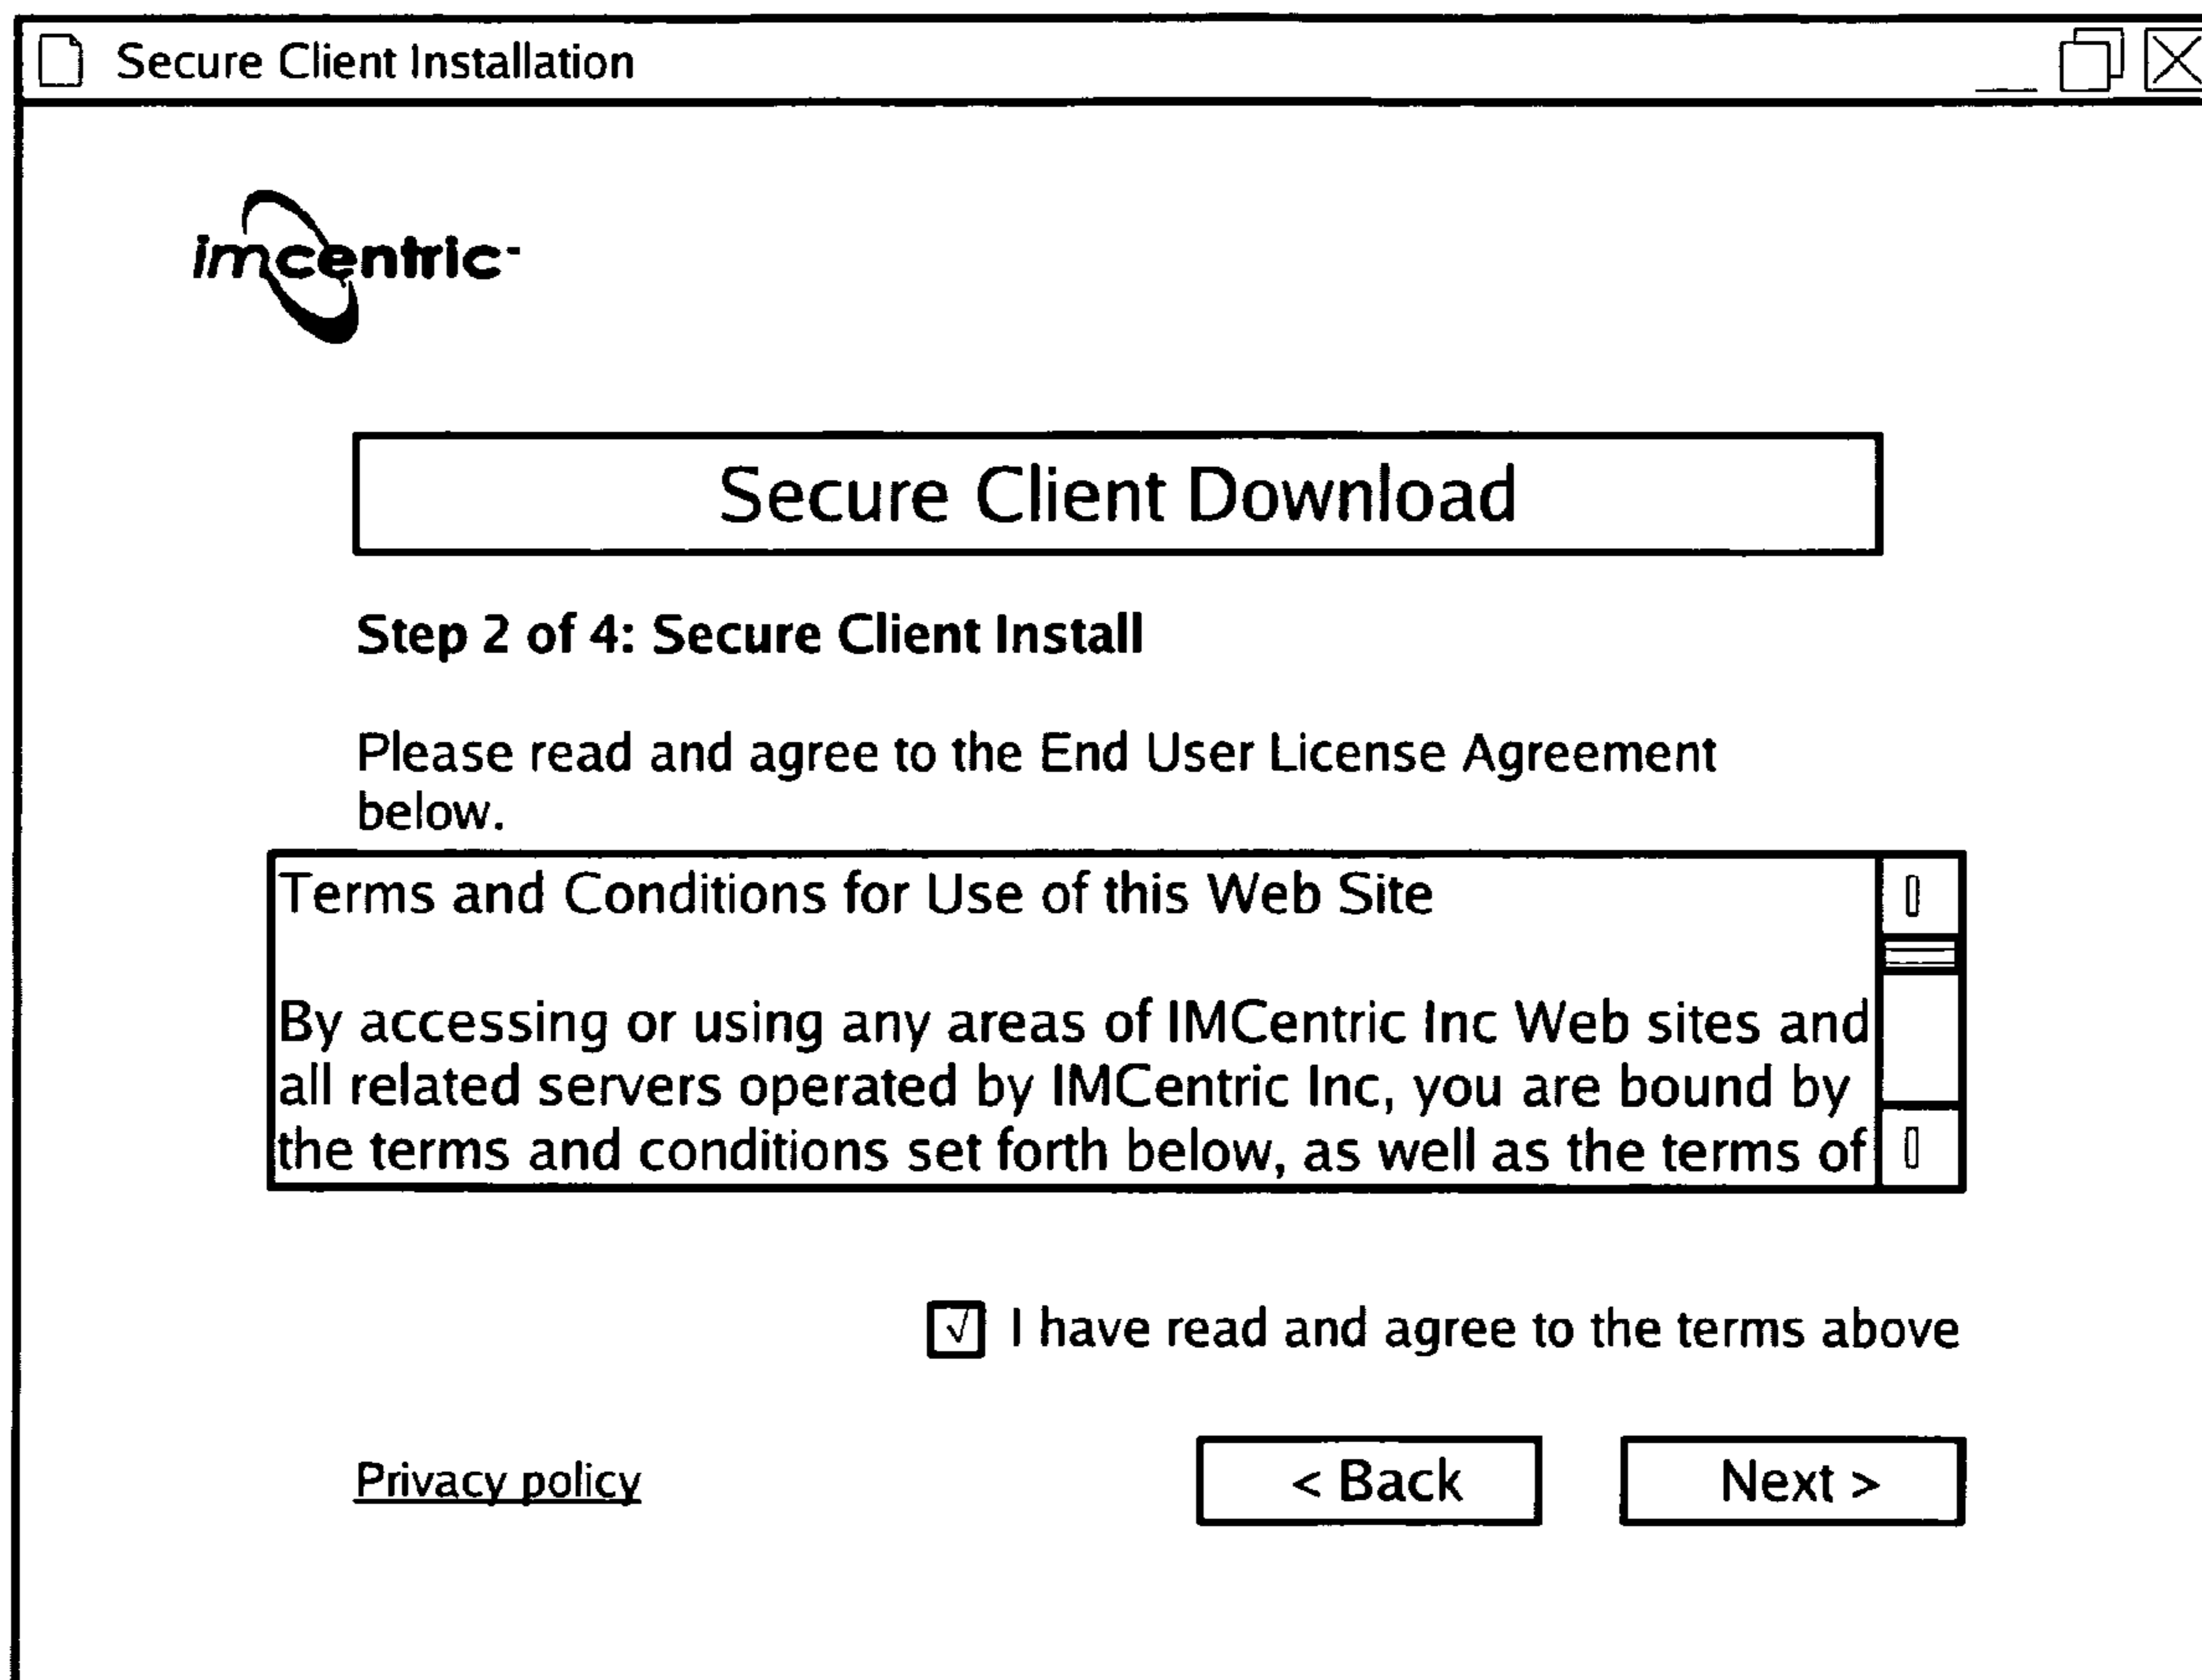 Secure Client Installation
imcentric
Secure Client Download
Step 2 of 4: Secure Client Install
Please read and agree to the End User License Agreement
below.
Terms and Conditions for Use of this Web Site
By accessing or using any areas of IMCentric Inc Web sites and
all related servers operated by IMCentric Inc, you are bound by
the terms and conditions set forth below, as well as the terms of
I have read and agree to the terms above
Privacy policy
< Back
Next >